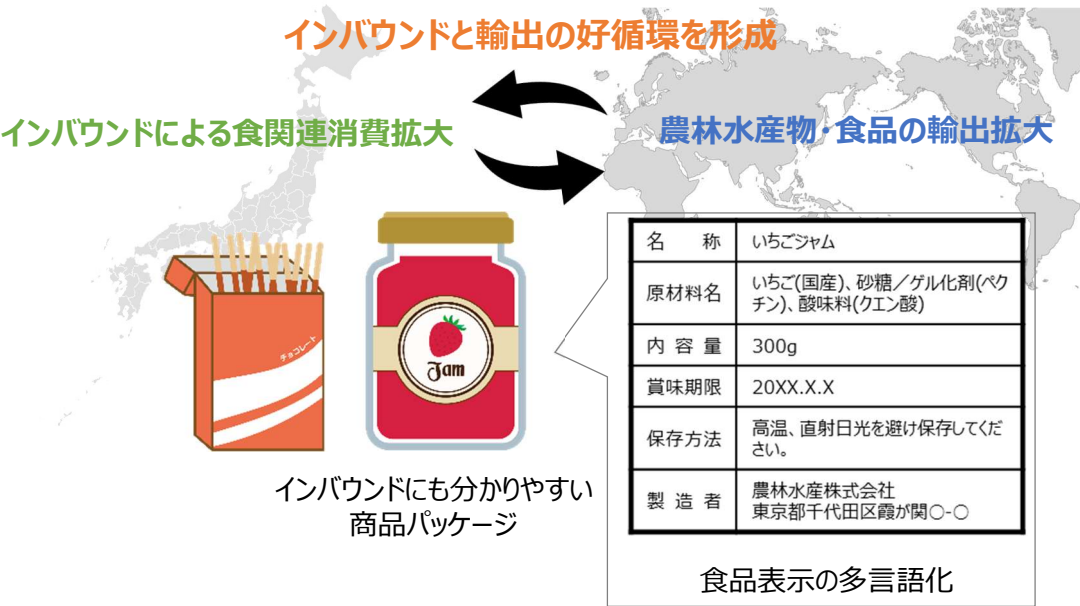 インバウンドと輸出の好循環を形成
インバウンドによる食関連消費拡大
農林水産物・食品の輸出拡大
チョコレート
Jam
インバウンドにも分かりやすい
商品パッケージ
名　称 いちごジャム
原材料名 いちご(国産)、砂糖／ゲル化剤(ペク
チン)、酸味料(クエン酸)
内容量 300g
賞味期限 20XX.X.X
保存方法 高温、直射日光を避け保存してくだ
さい。
製造者 農林水産株式会社
東京都千代田区霞が関○-○
食品表示の多言語化